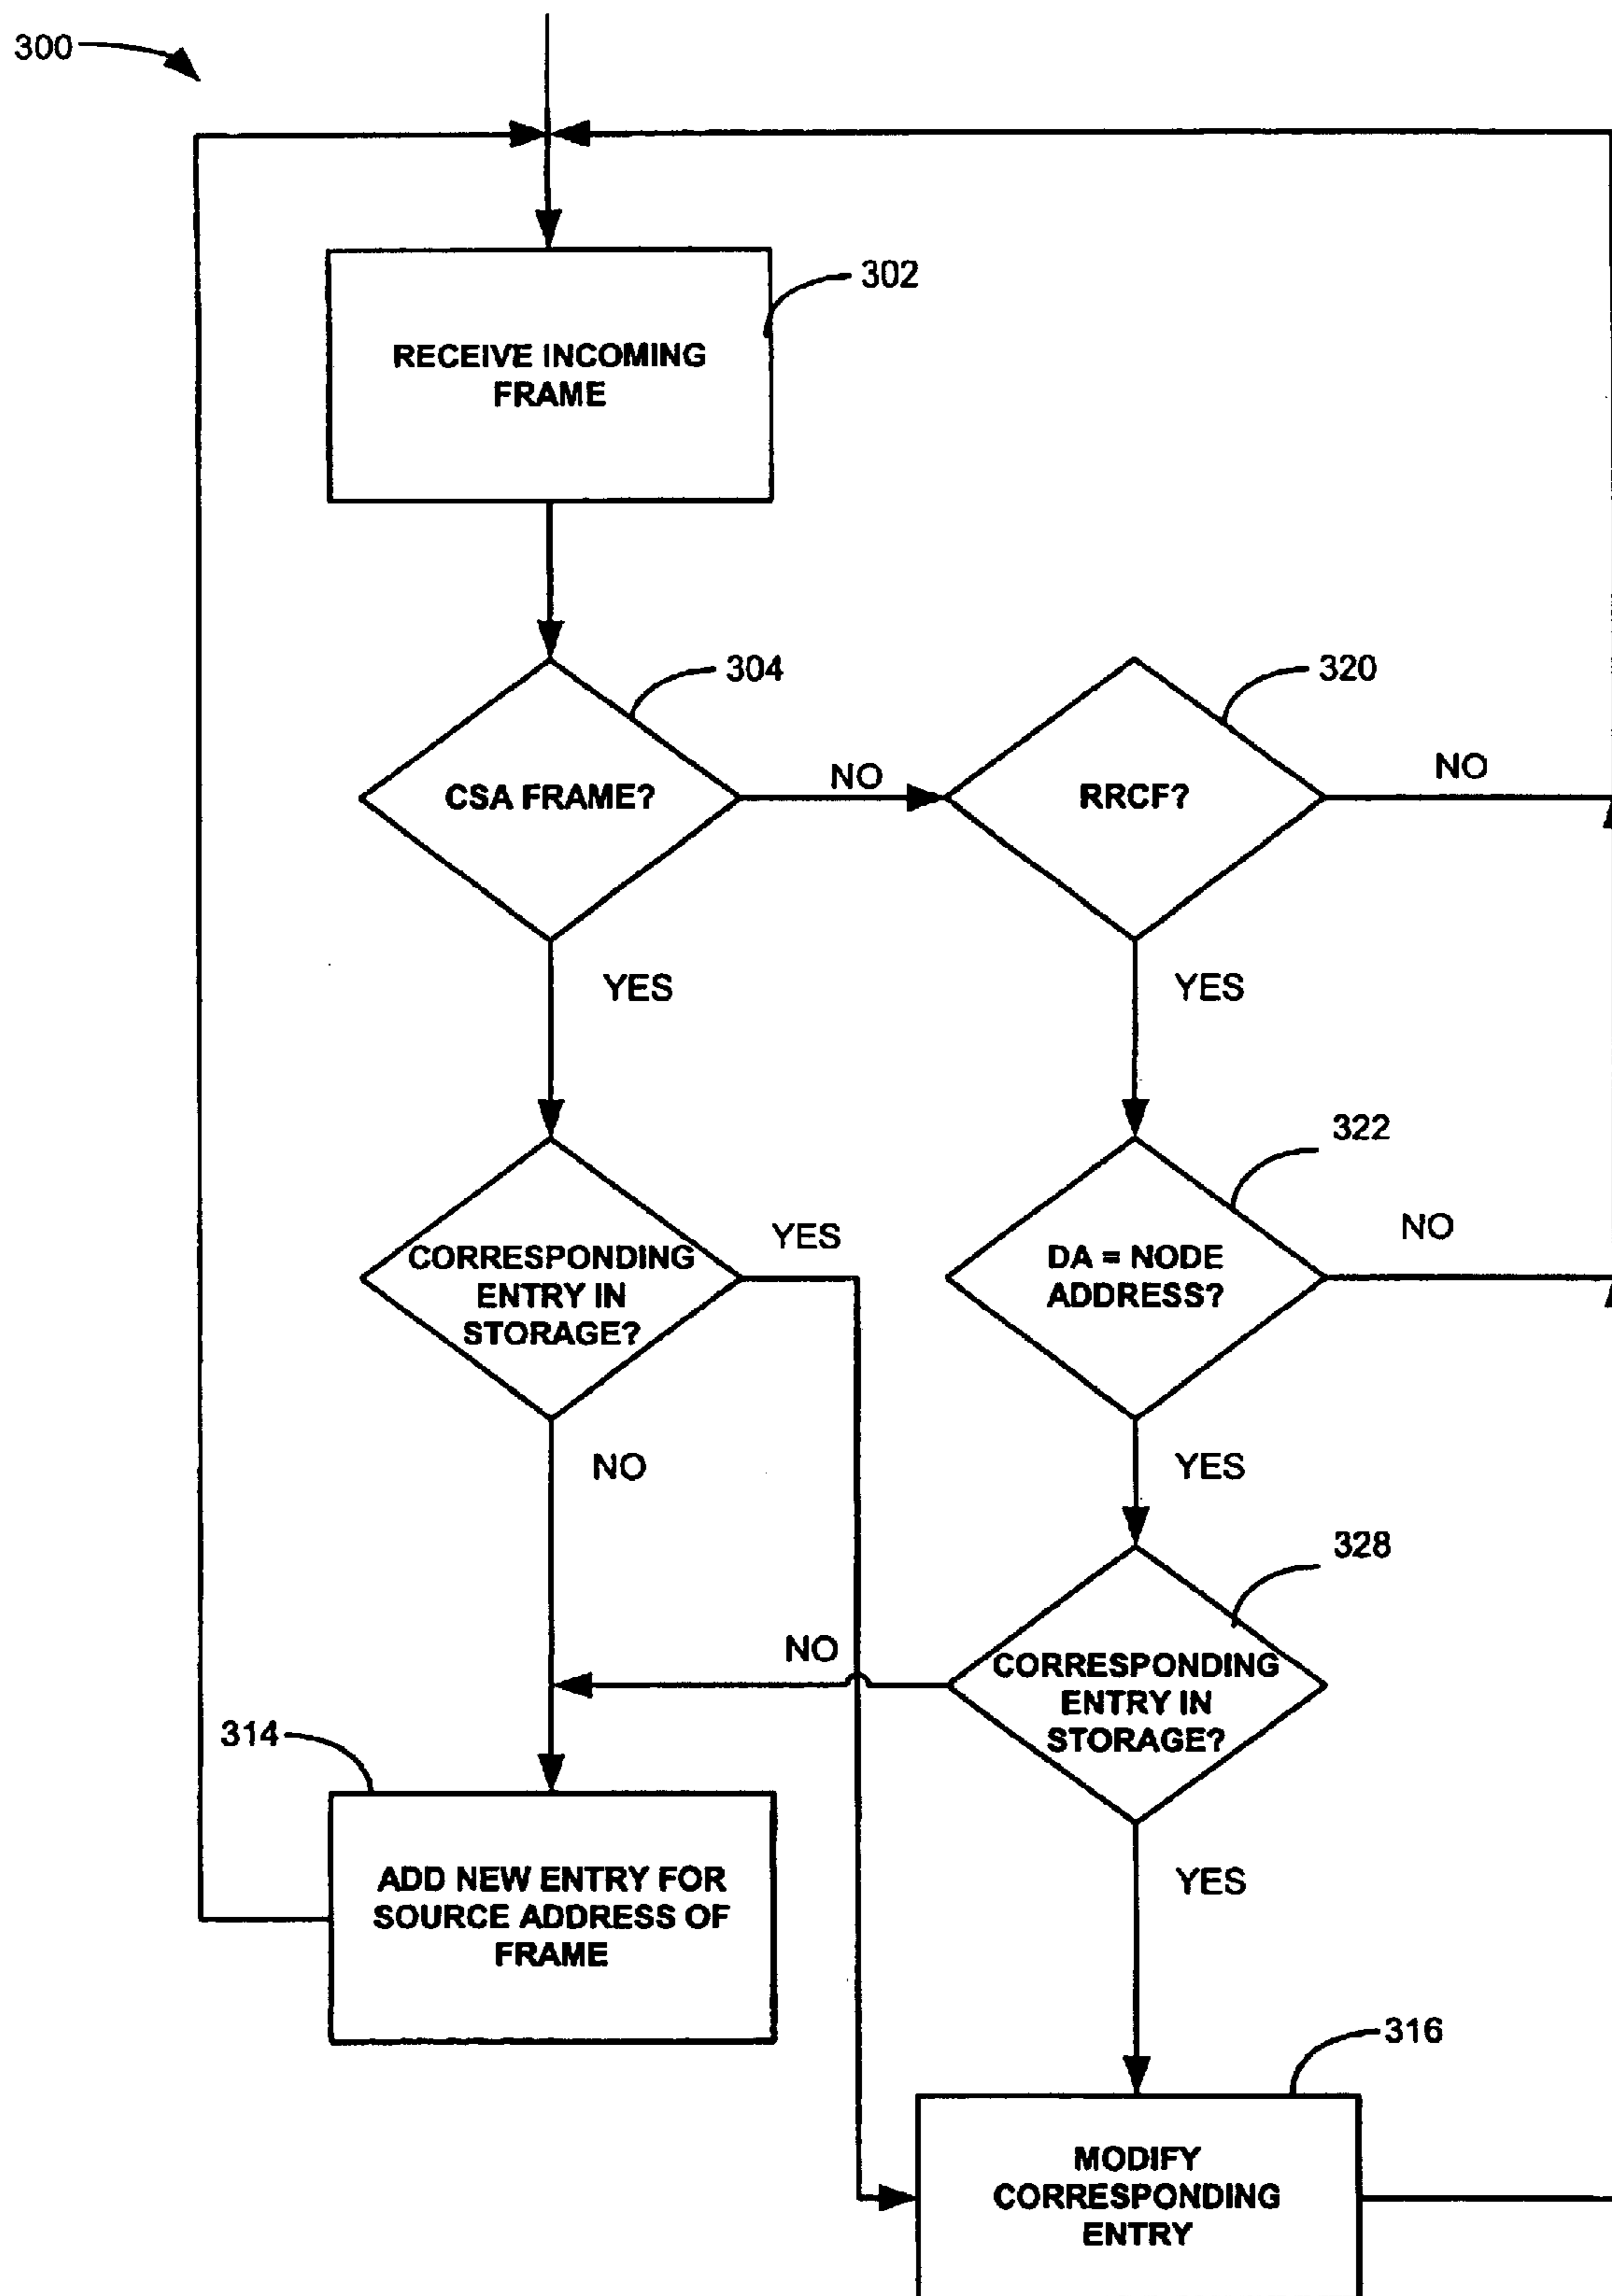 300
302
RECEIVE INCOMING
FRAME
304
320
CSA FRAME?
NO
RRCF?
NO
YES
YES
322
CORRESPONDING
ENTRY IN
STORAGE?
YES
DA = NODE
ADDRESS?
NO
NO
YES
328
NO
CORRESPONDING
ENTRY IN
STORAGE?
314
ADD NEW ENTRY FOR
SOURCE ADDRESS OF
FRAME
YES
316
MODIFY
CORRESPONDING
ENTRY